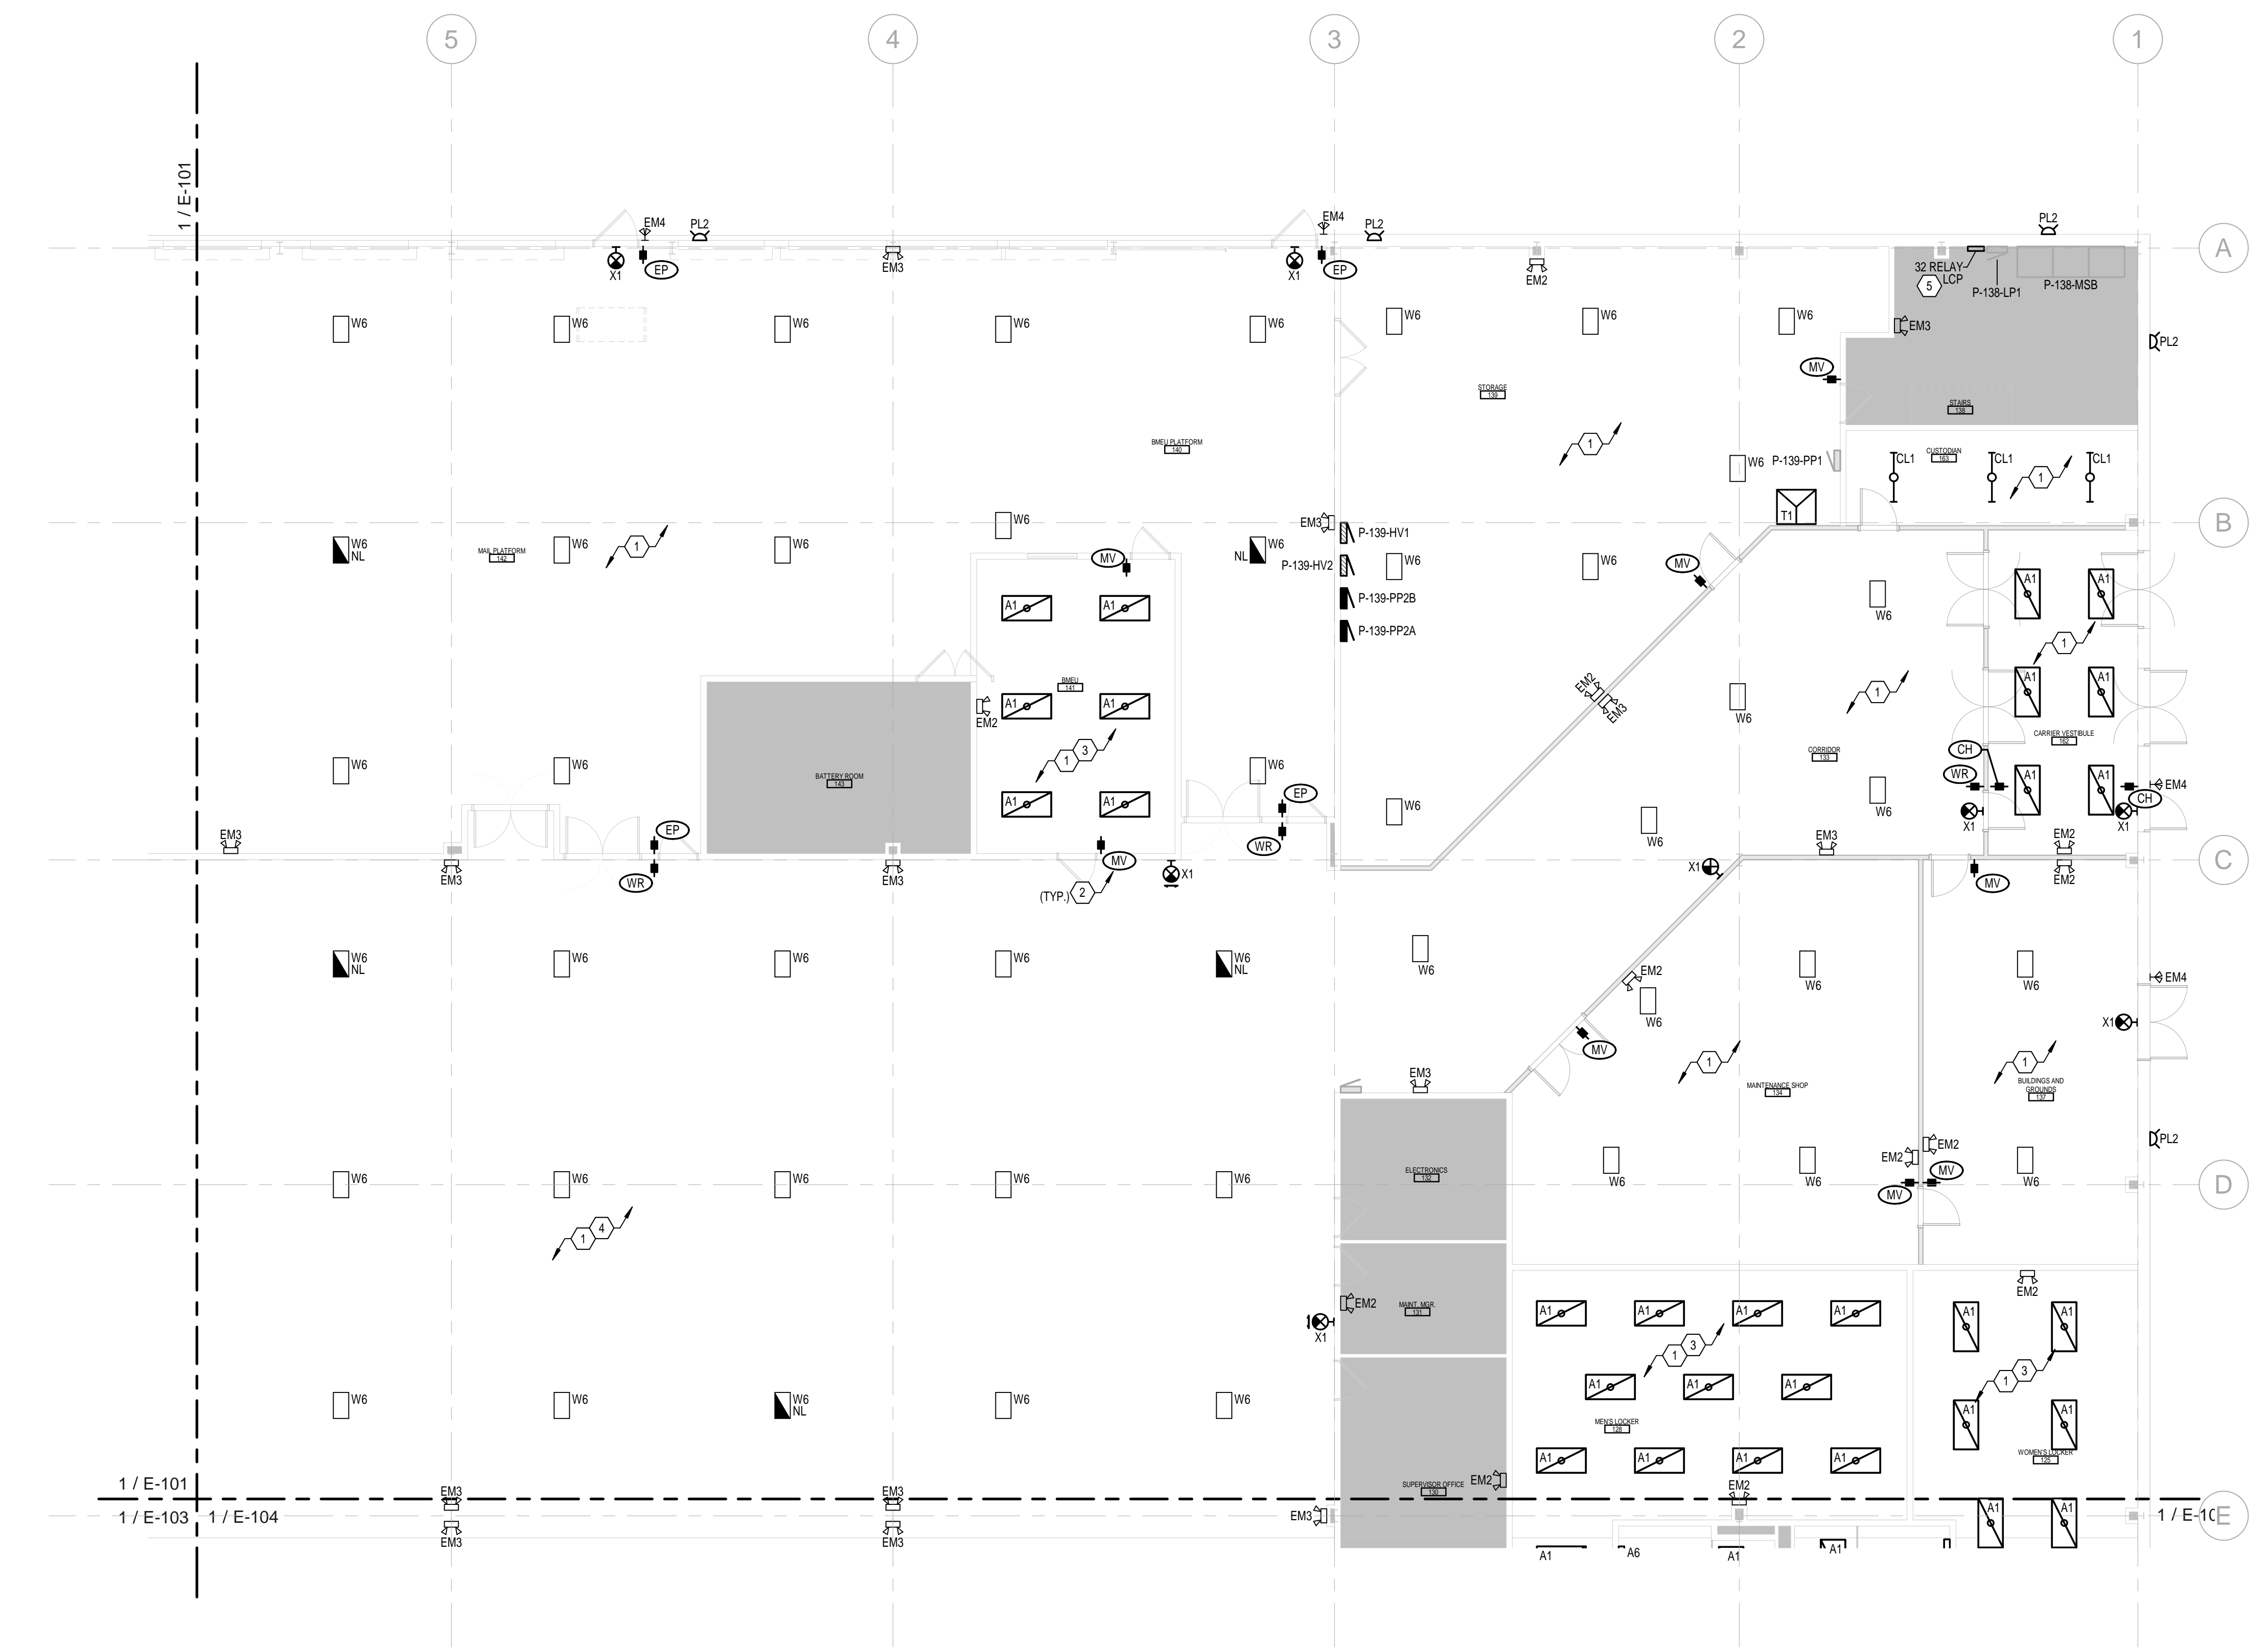 5
4
3
2
1
1 / E-101
EM4
PL2
EM4
PL2
PL2
A
EP
X1
EM3
X1
EP
EM2
32 RELAY
LCP
5
P-138-LP1
P-138-MSB
W6
W6
W6
W6
W6
W6
W6
W6
EM3
PL2
MV
STORAGE
139
STAIRS
138
BMEU PLATFORM
140
1
CUSTODIAN
163
W6
P-139-PP1
CL1
CL1
CL1
1
T1
W6
EM3
P-139-HV1
W6
NL
MAIL PLATFORM
142
1
W6
W6
MV
W6
NL
P-139-HV2
W6
W6
MV
P-139-PP2B
P-139-PP2A
A1
A1
W6
A1
A1
1
BMEU
141
A1
A1
EM2
EM2
EM3
W6
1
A1
A1
CARRIER VESTIBULE
162
3
1
CORRIDOR
133
CH
WR
W6
W6
BATTERY ROOM
143
W6
A1
A1
EP
W6
W6
A1
A1
EM4
CH
X1
X1
EM3
EP
WR
W6
EM3
EM2
EM3
WR
EM3
MV
X1
X1
MV
EM2
C
B
(TYP.)
2
W6
NL
W6
W6
W6
W6
NL
W6
EM2
W6
W6
W6
EM4
X1
MV
1
1
EM3
MAINTENANCE SHOP
134
BUILDINGS AND
GROUNDS
137
PL2
EM2
EM2
W6
W6
W6
W6
W6
ELECTRONICS
132
W6
W6
W6
MV
MV
D
1
4
MAINT. MGR.
131
EM2
X1
EM2
A1
A1
A1
A1
A1
A1
1
3
1
3
A1
A1
A1
W6
W6
W6
NL
W6
W6
MEN'S LOCKER
128
A1
A1
WOMEN'S LOCKER
125
A1
A1
A1
A1
SUPERVISOR OFFICE
130
EM2
EM2
1 / E-101
EM3
EM3
1 / E-103
1 / E-104
EM3
A1
A1
1 / E-10
E
EM3
EM3
A1
A6
A1
A1